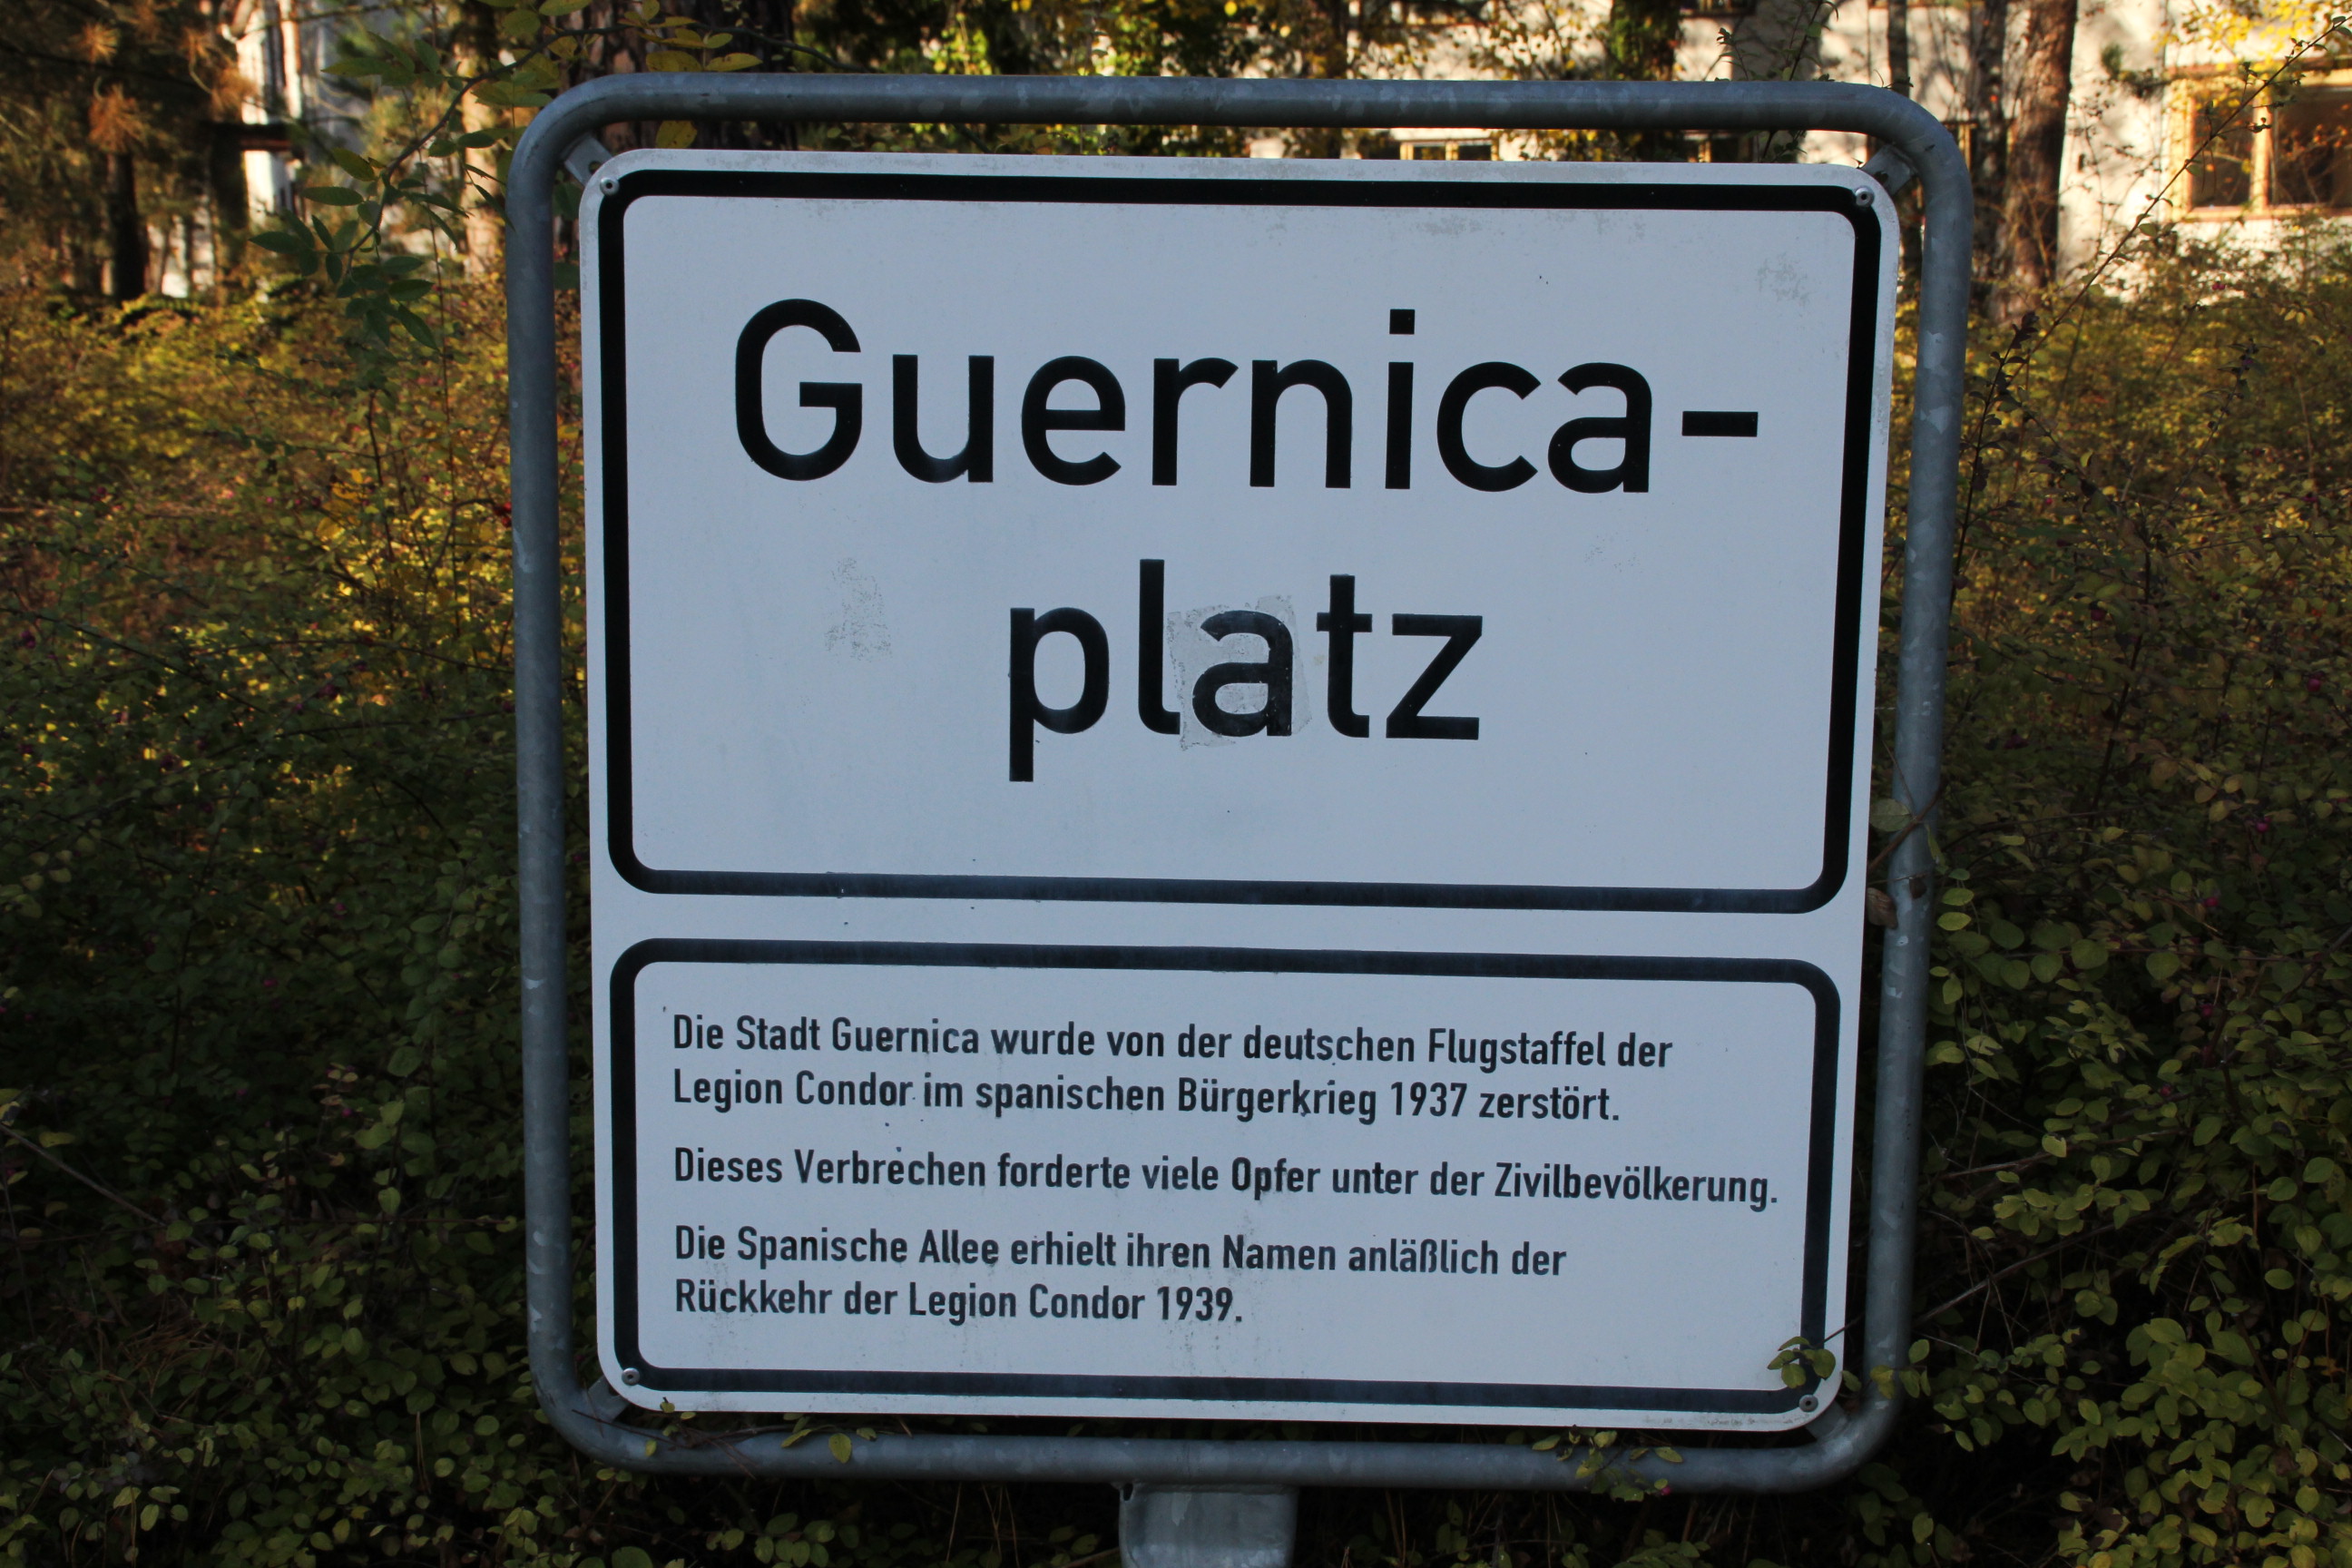 Guernica-
platz
Die Stadt Guernica wurde von der deutschen Flugstaffel der
Legion Condor im spanischen Bürgerkrieg 1937 zerstört.
Dieses Verbrechen forderte viele Opfer unter der Zivilbevölkerung.
Die Spanische Allee erhielt ihren Namen anläßlich der
Rückkehr der Legion Condor 1939.